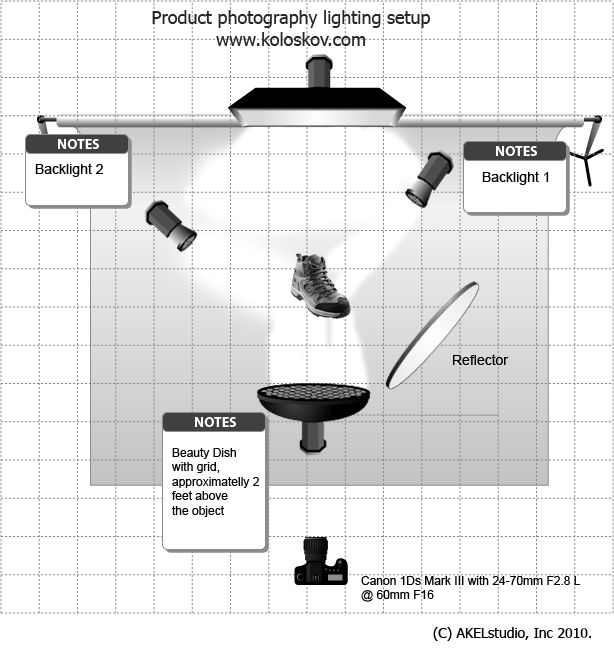 Product photography lighting setup
www.koloskov.com
NOTES
Backlight 2
NOTES
Backlight 1
Reflector
NOTES
Beauty Dish
with grid,
approximatelly 2
feet above
the object
Canon 1Ds Mark III with 24-70mm F2.8 L
@ 60mm F16
(C) AKELstudio, Inc 2010.